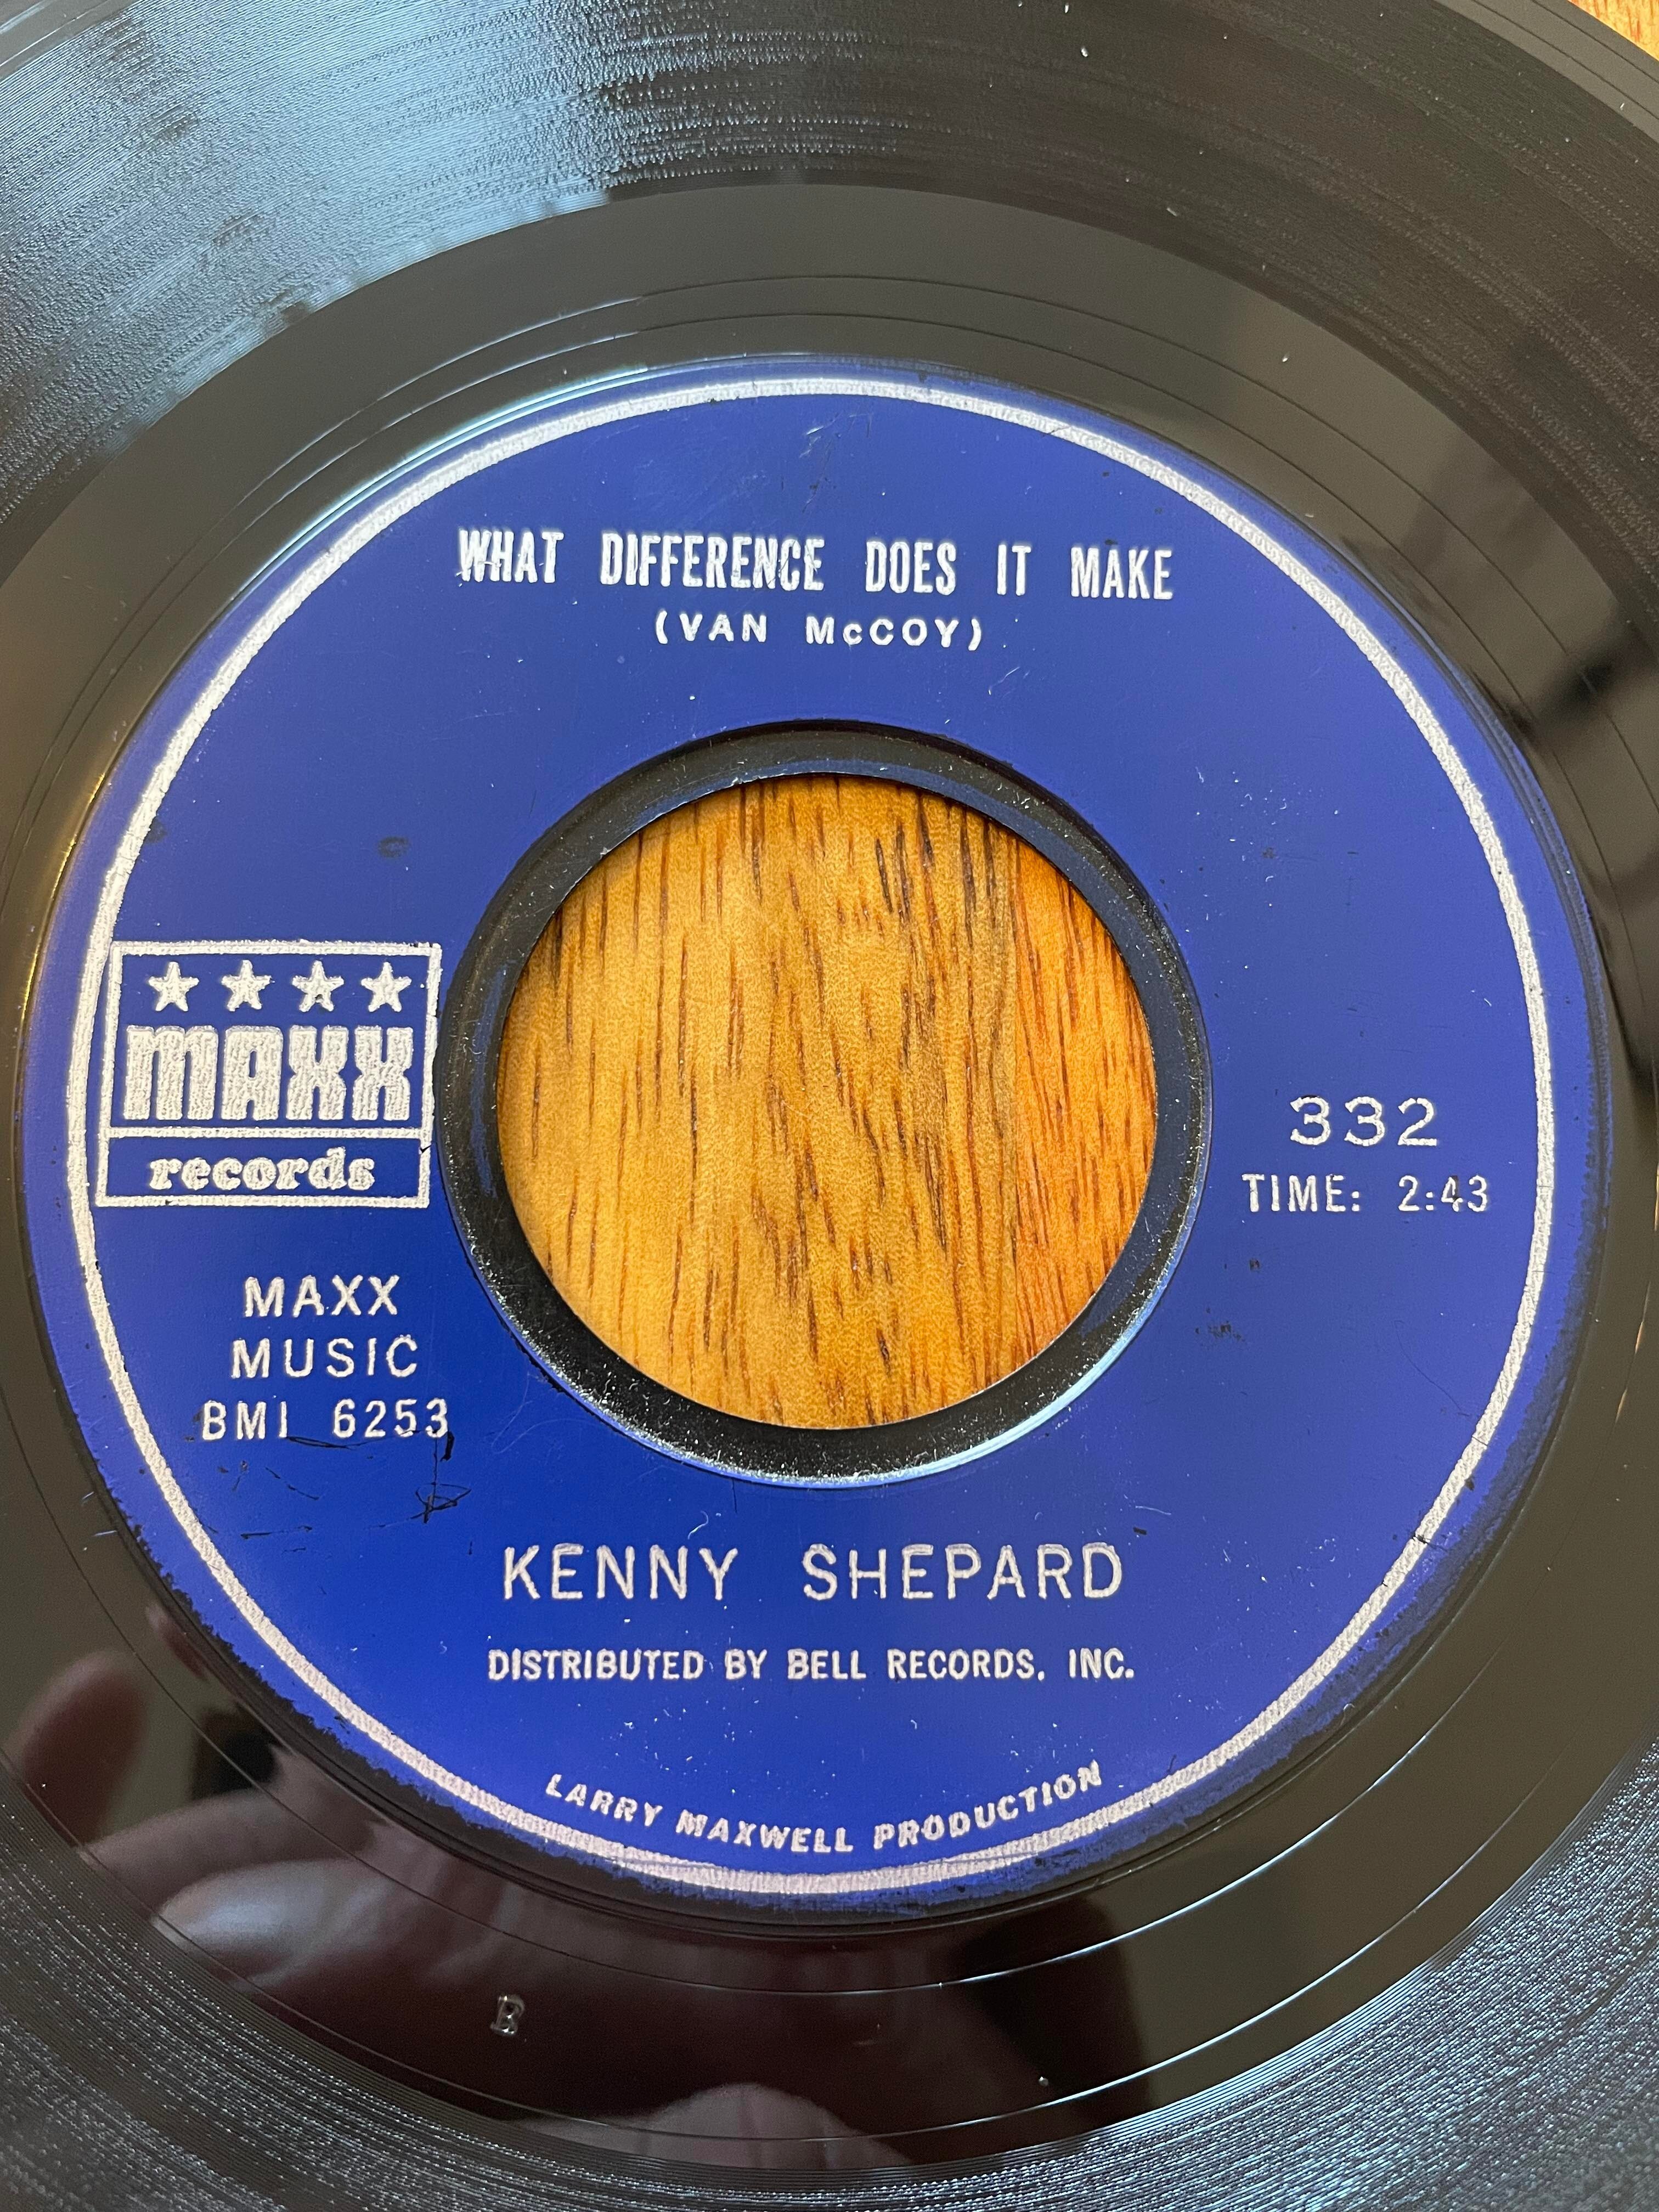 WHAT DIFFERENCE DOES IT MAKE
(VAN McCOY)
MAXX
records
332
TIME: 2:43
MAXX
MUSIC
BMI 6253
KENNY SHEPARD
DISTRIBUTED BY BELL RECORDS, INC.
LARRY MAXWELL PRODUCTION
B